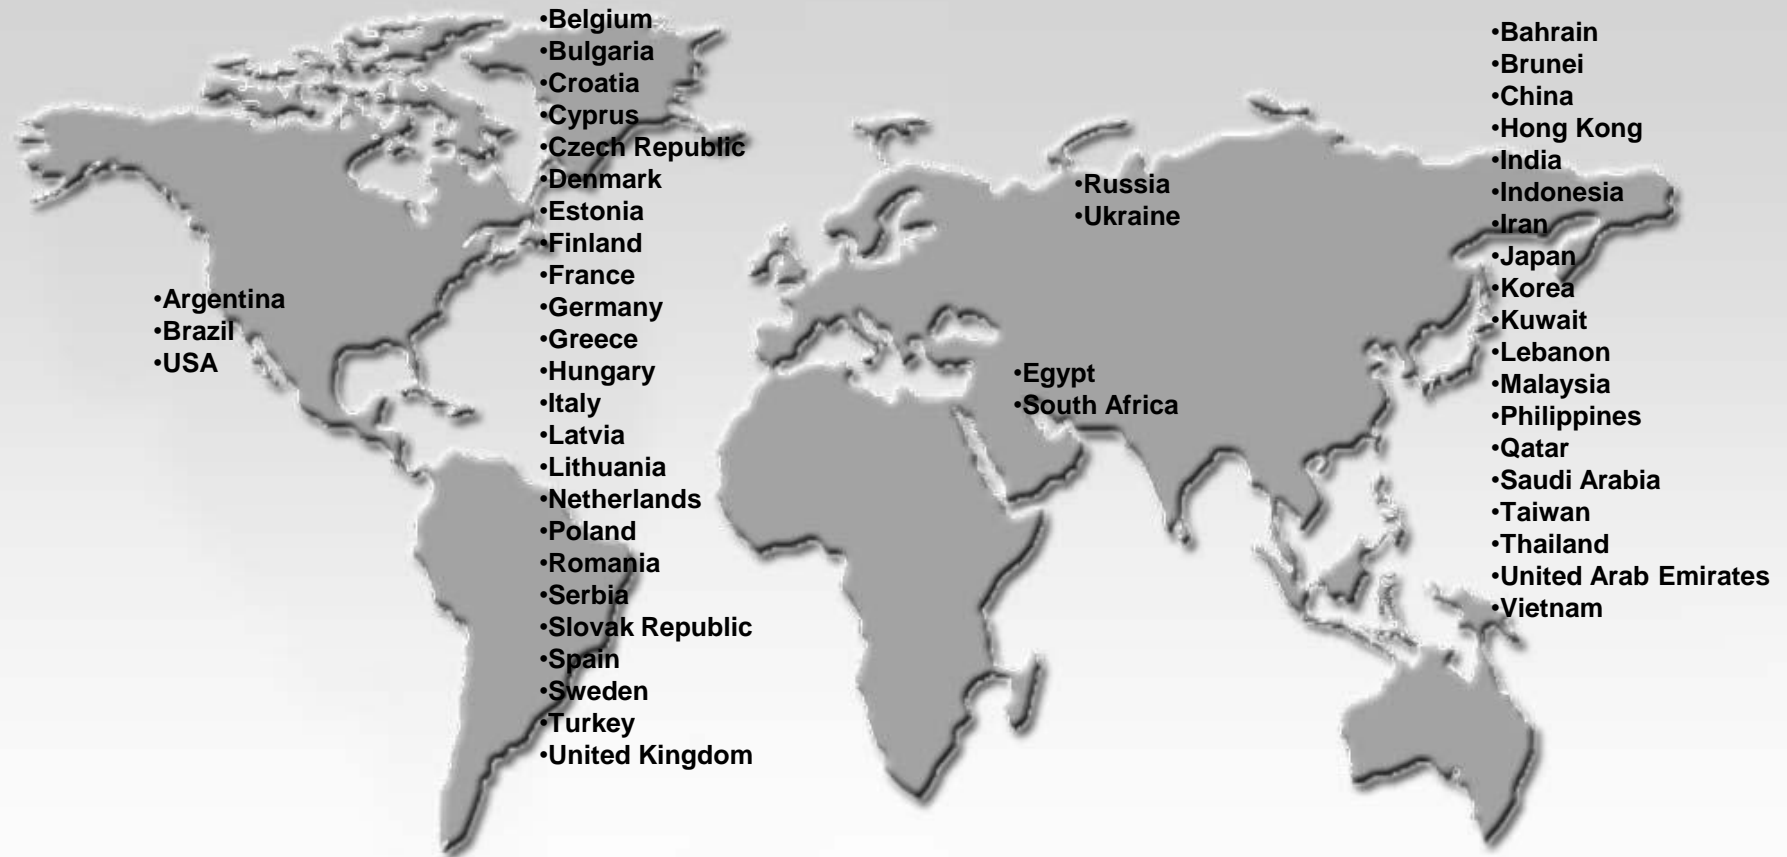 •Argentina
•Brazil
•USA
•Belgium
•Bulgaria
•Croatia
•Cyprus
•Czech Republic
•Denmark
•Estonia
•Finland
•France
•Germany
•Greece
•Hungary
•Italy
•Latvia
•Lithuania
•Netherlands
•Poland
•Romania
•Serbia
•Slovak Republic
•Spain
•Sweden
•Turkey
•United Kingdom
•Russia
•Ukraine
•Egypt
•South Africa
•Bahrain
•Brunei
•China
•Hong Kong
•India
•Indonesia
•Iran
•Japan
•Korea
•Kuwait
•Lebanon
•Malaysia
•Philippines
•Qatar
•Saudi Arabia
•Taiwan
•Thailand
•United Arab Emirates
•Vietnam